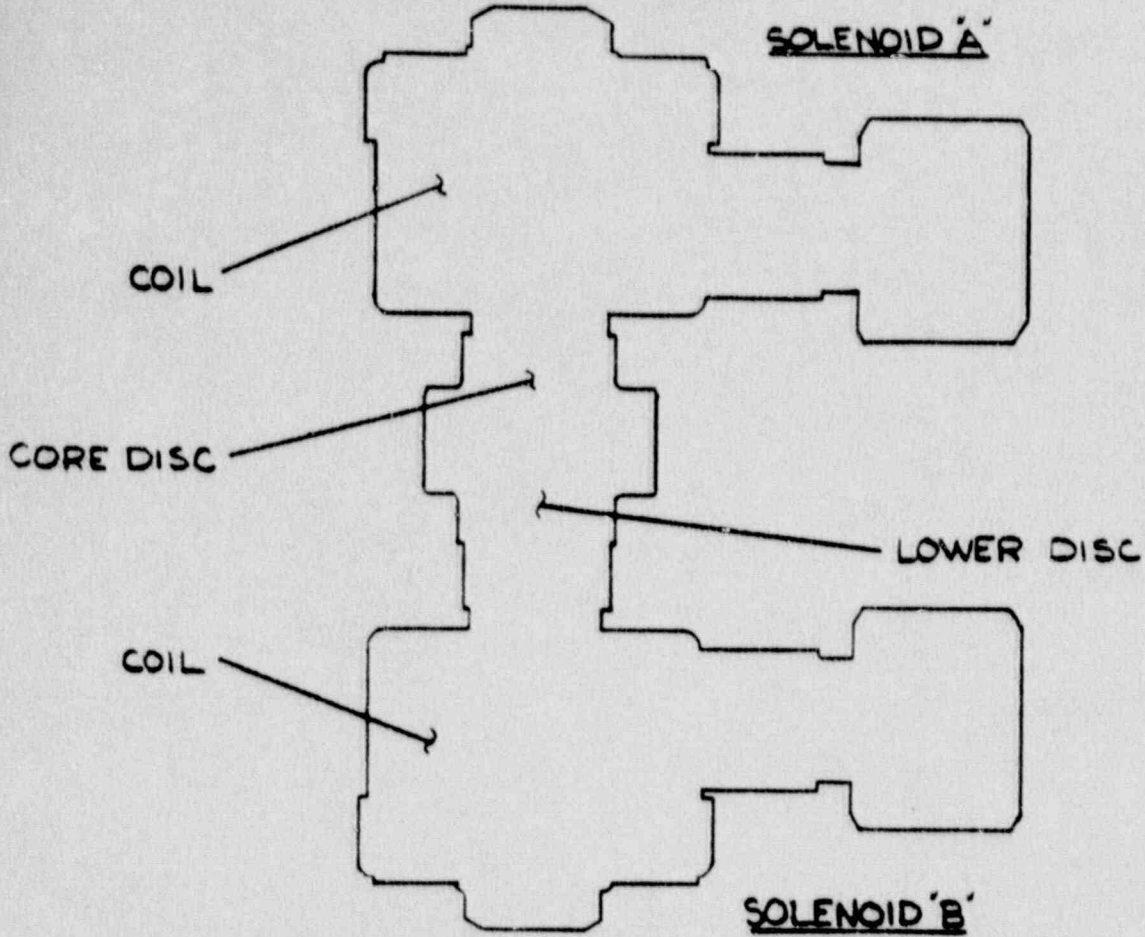 SOLENOID "A"
COIL
CORE DISC
LOWER DISC
COIL
SOLENOID "B"